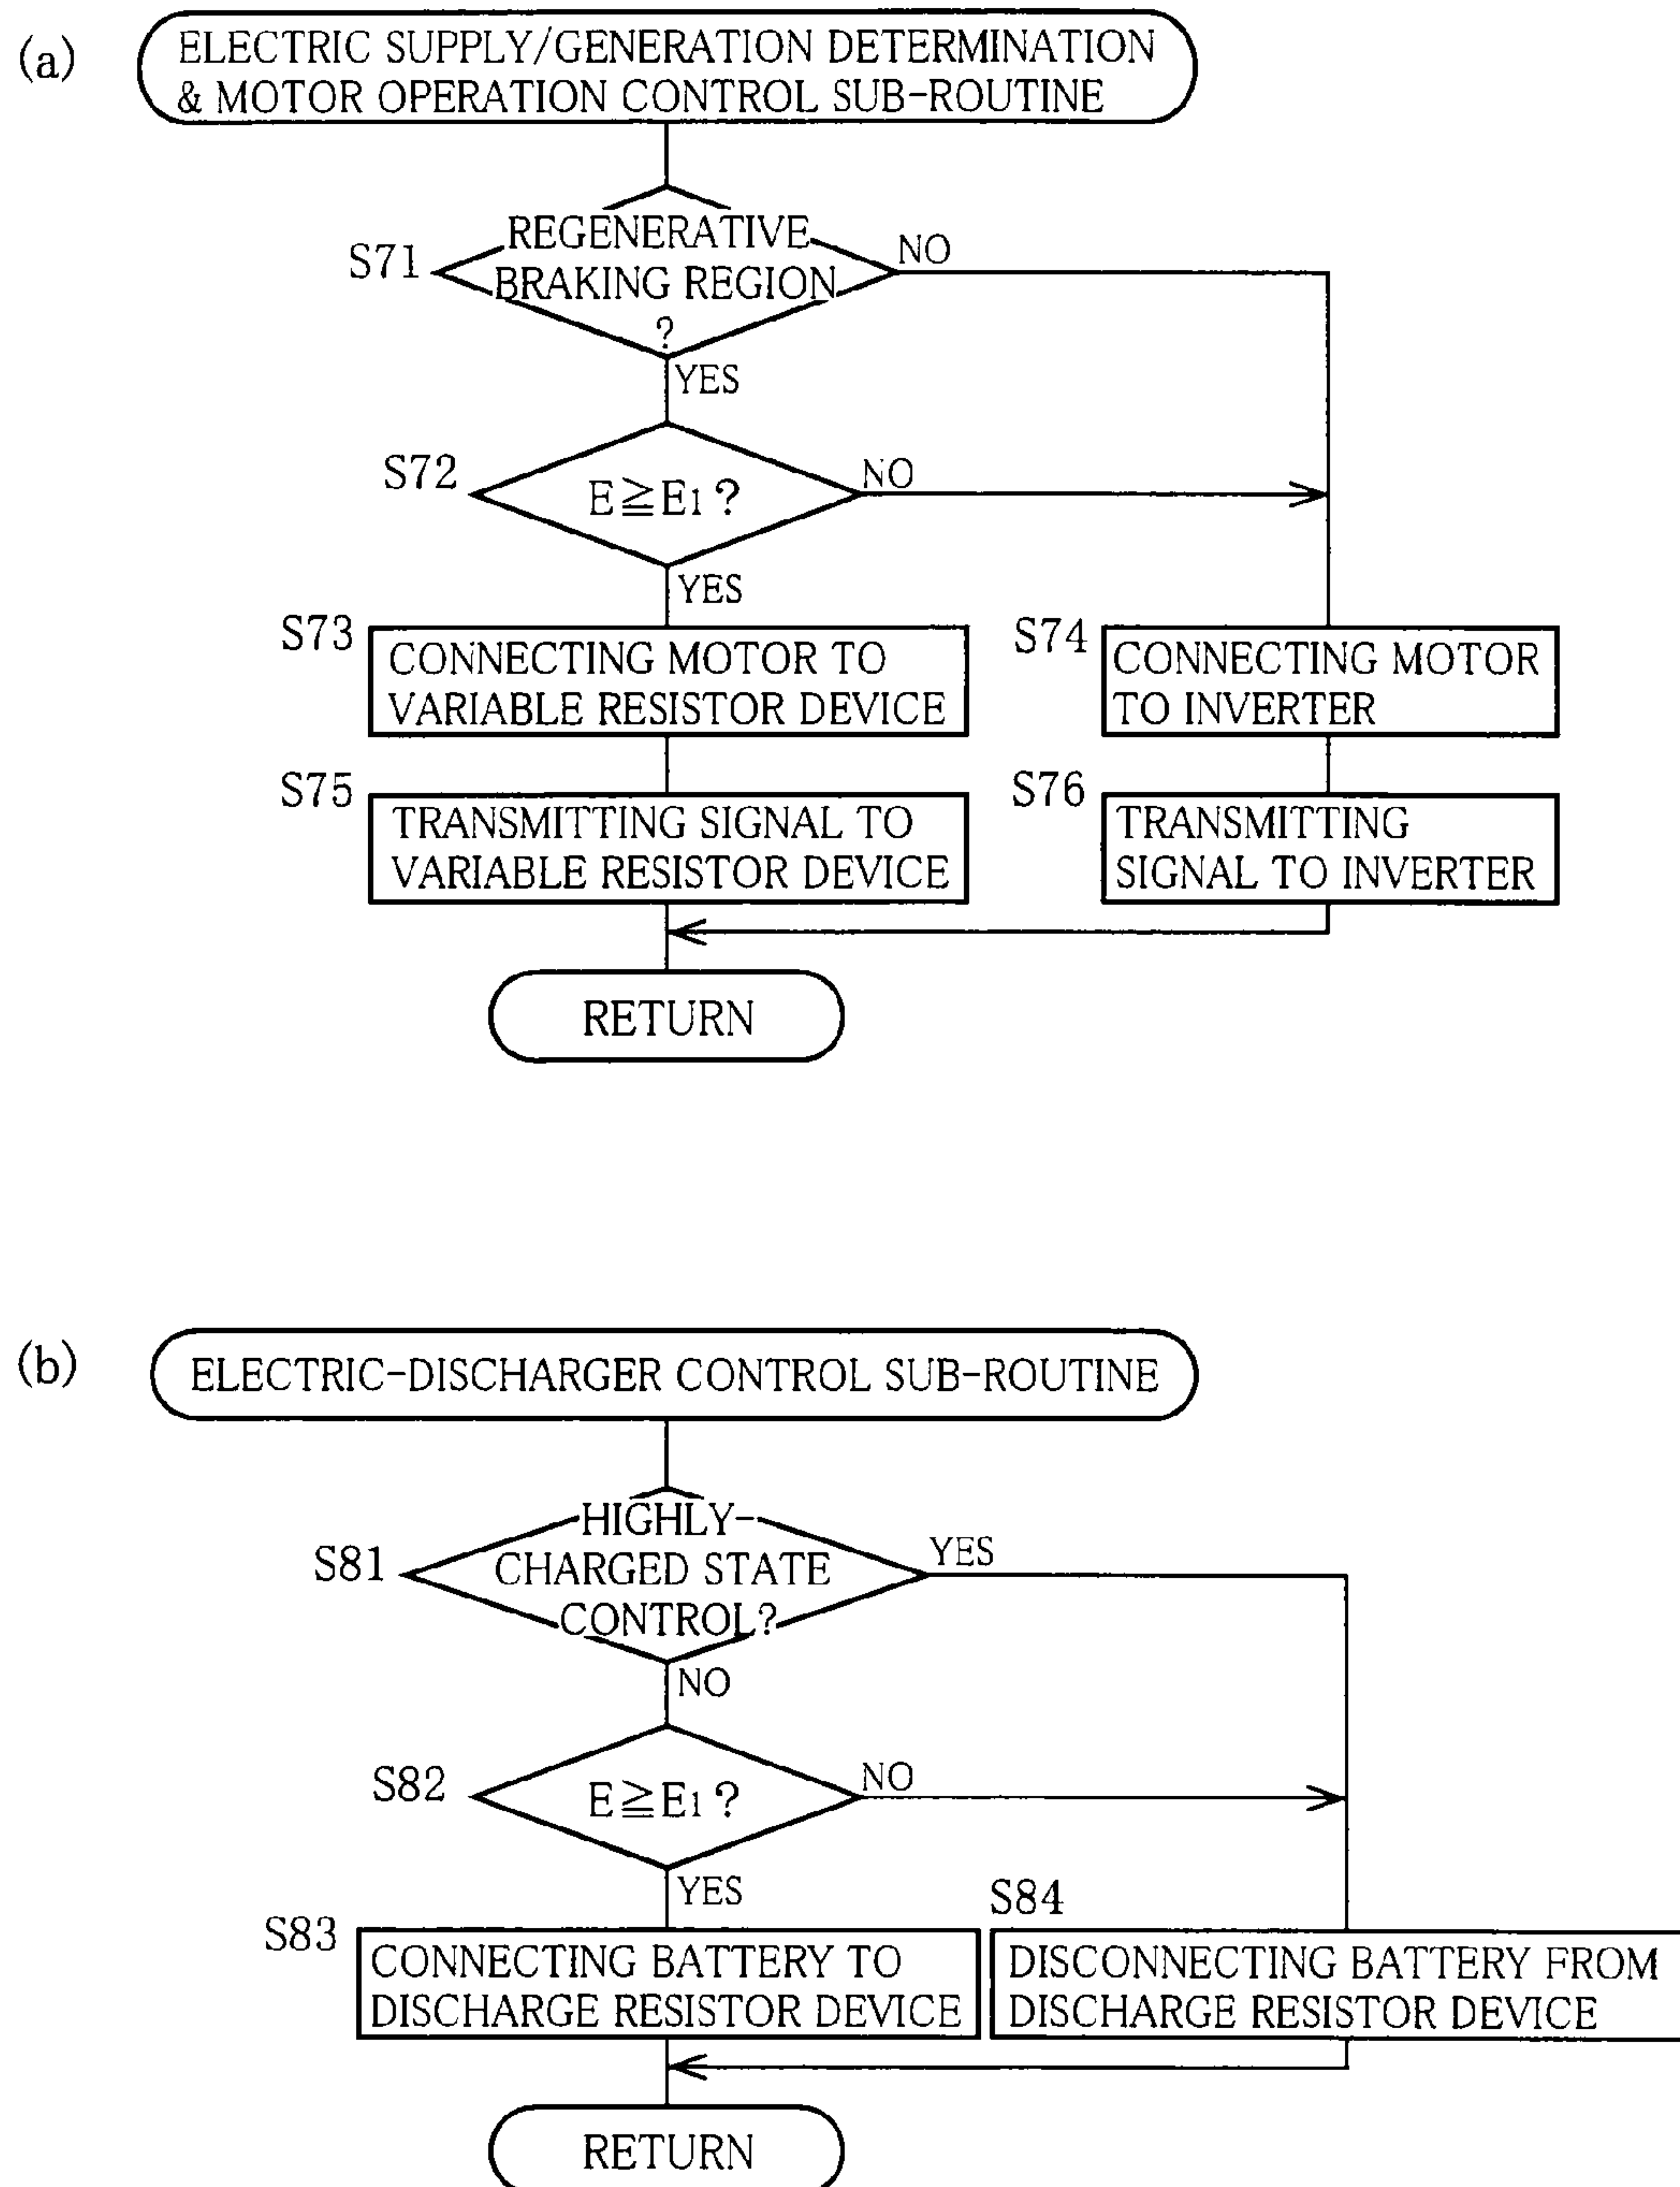 (a)
ELECTRIC SUPPLY/GENERATION DETERMINATION
& MOTOR OPERATION CONTROL SUB-ROUTINE
S71
REGENERATIVE
BRAKING REGION
?
NO
YES
S72
E≧E1 ?
NO
YES
S73
CONNECTING MOTOR TO
VARIABLE RESISTOR DEVICE
S74
CONNECTING MOTOR
TO INVERTER
S75
TRANSMITTING SIGNAL TO
VARIABLE RESISTOR DEVICE
S76
TRANSMITTING
SIGNAL TO INVERTER
RETURN
(b)
ELECTRIC-DISCHARGER CONTROL SUB-ROUTINE
S81
HIGHLY-
CHARGED STATE
CONTROL?
YES
NO
S82
E≧E1 ?
NO
YES
S83
CONNECTING BATTERY TO
DISCHARGE RESISTOR DEVICE
S84
DISCONNECTING BATTERY FROM
DISCHARGE RESISTOR DEVICE
RETURN